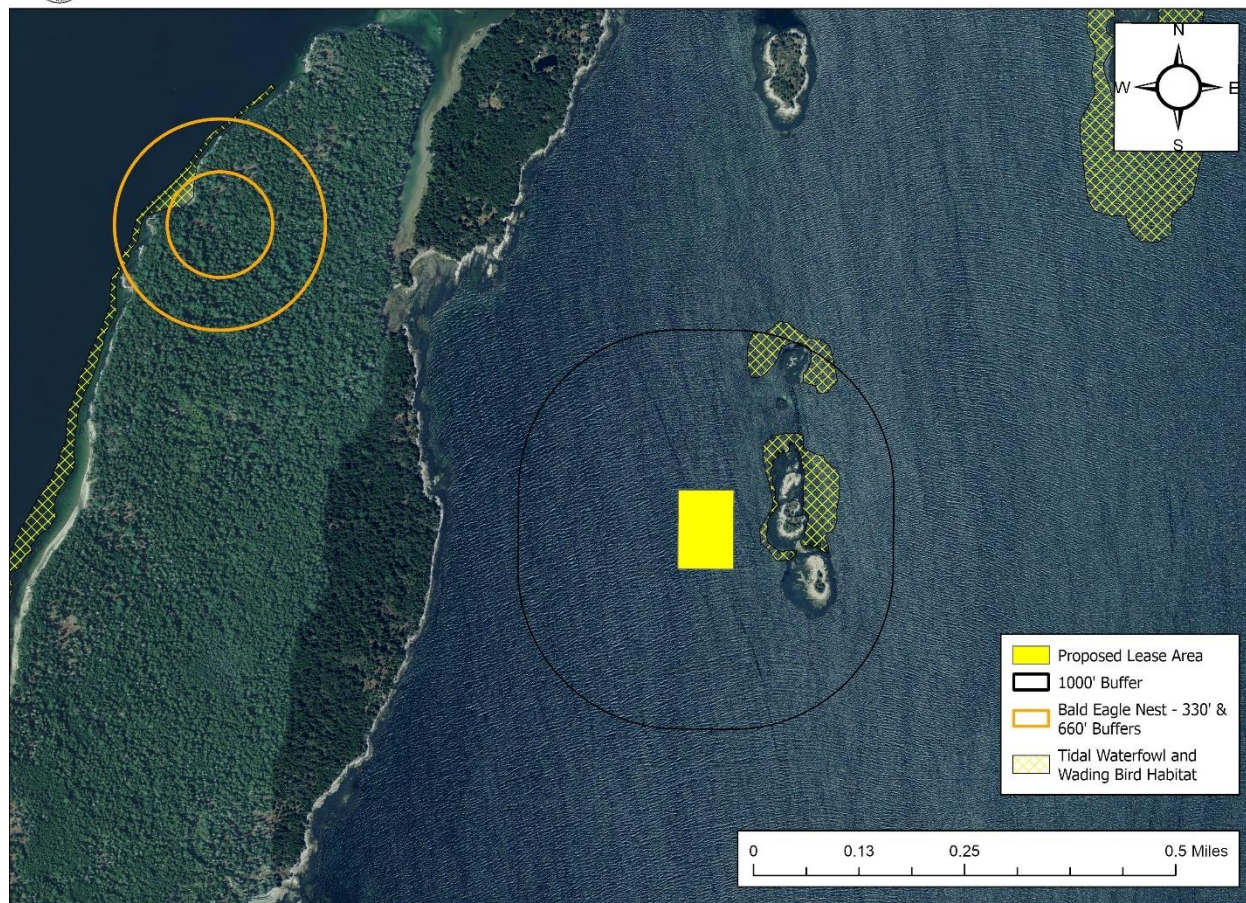 N
W E
S
Proposed Lease Area
1000' Buffer
Bald Eagle Nest - 330' &
660' Buffers
Tidal Waterfowl and
Wading Bird Habitat
0 0.13 0.25 0.5 Miles